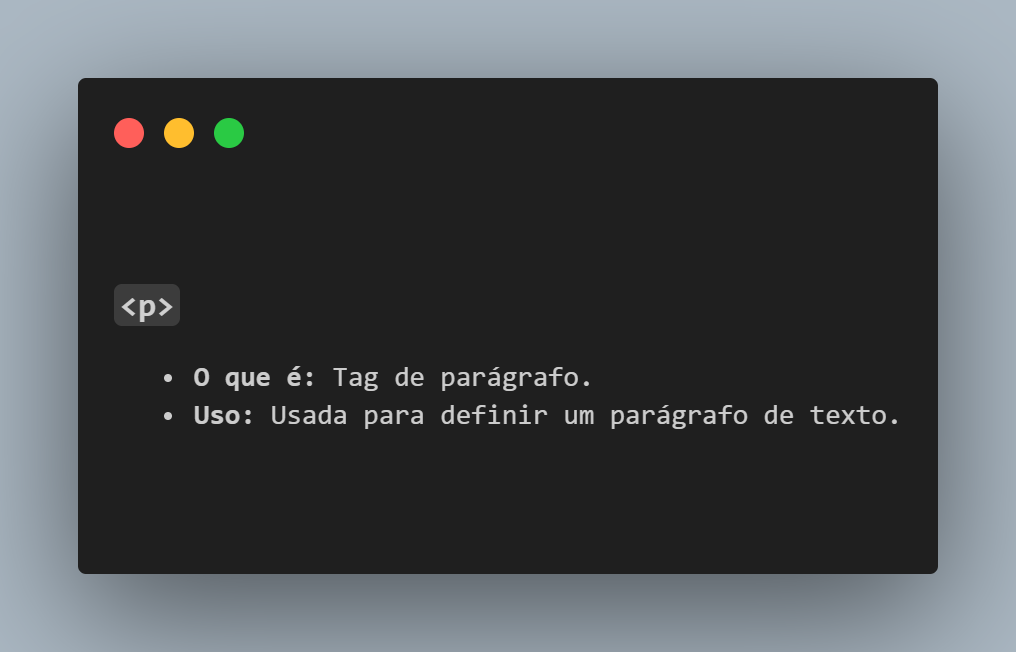 <p>
• O que é: Tag de parágrafo.
• Uso: Usada para definir um parágrafo de texto.